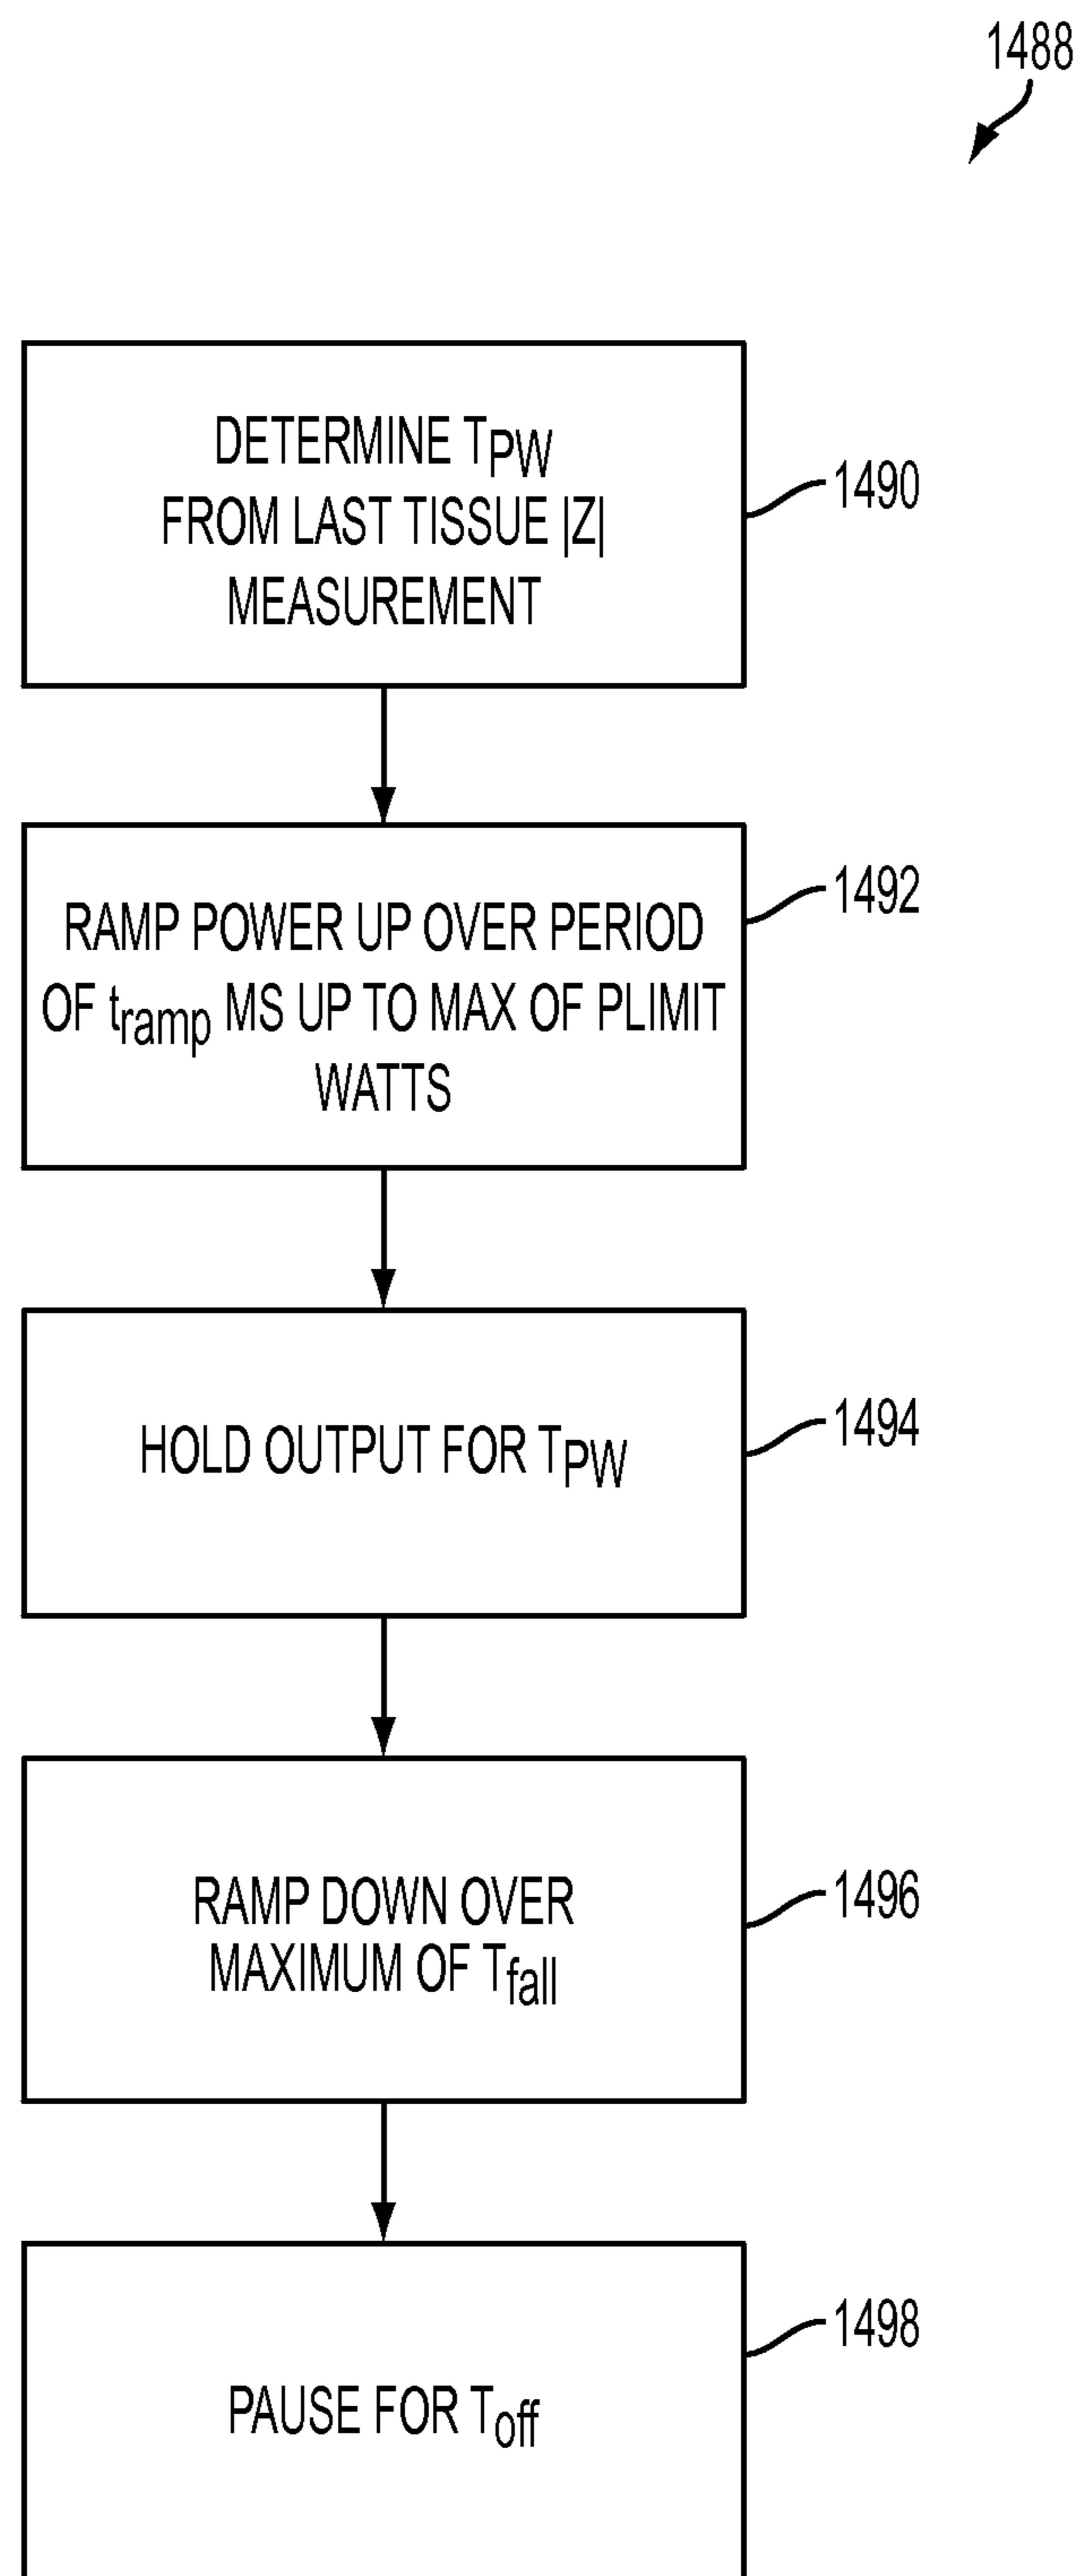 1488
DETERMINE TPW
FROM LAST TISSUE |Z|
MEASUREMENT
1490
RAMP POWER UP OVER PERIOD
OF tramp MS UP TO MAX OF PLIMIT
WATTS
1492
HOLD OUTPUT FOR TPW
1494
RAMP DOWN OVER
MAXIMUM OF Tfall
1496
PAUSE FOR Toff
1498